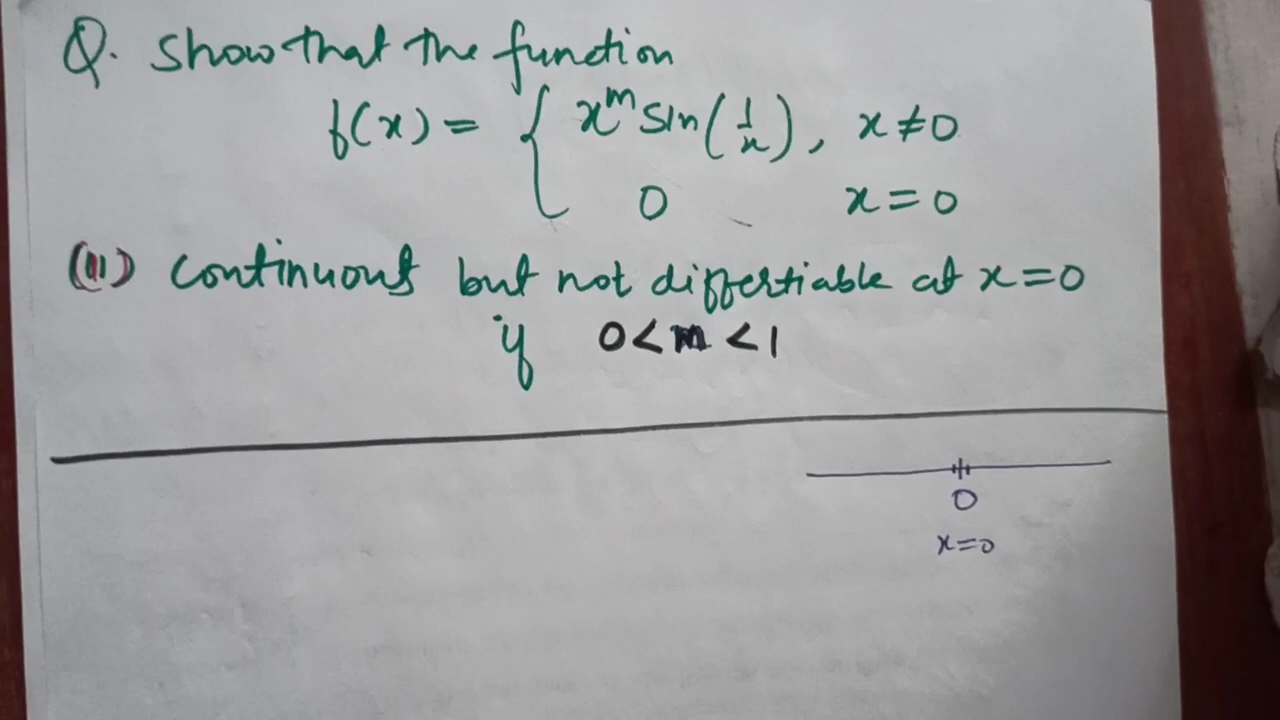 Q. Show that the function
f(x) = { x^m sin(1/x), x≠0
0 x=0
(II) continuous but not differtiable at x=0
if 0<m<1
0
x=0